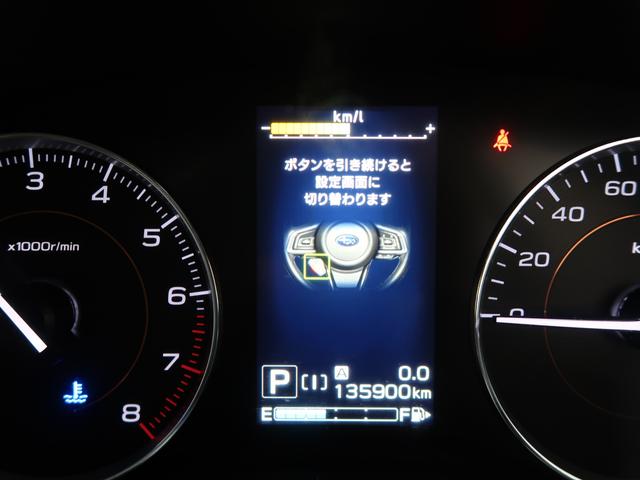 km/l
- +
ボタンを引き続けると
設定画面に
切り替わります
3
4
5
x1000r/min
6
7
8
P [I] A 0.0
135900km
E F
60
40
20
0
k